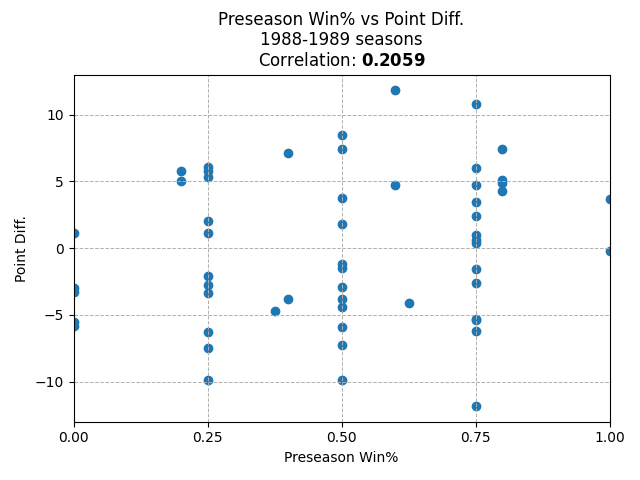 Preseason Win% vs Point Diff.
1988-1989 seasons
Correlation: 0.2059
10
5
0
−5
−10
Point Diff.
0.00 0.25 0.50 0.75 1.00
Preseason Win%